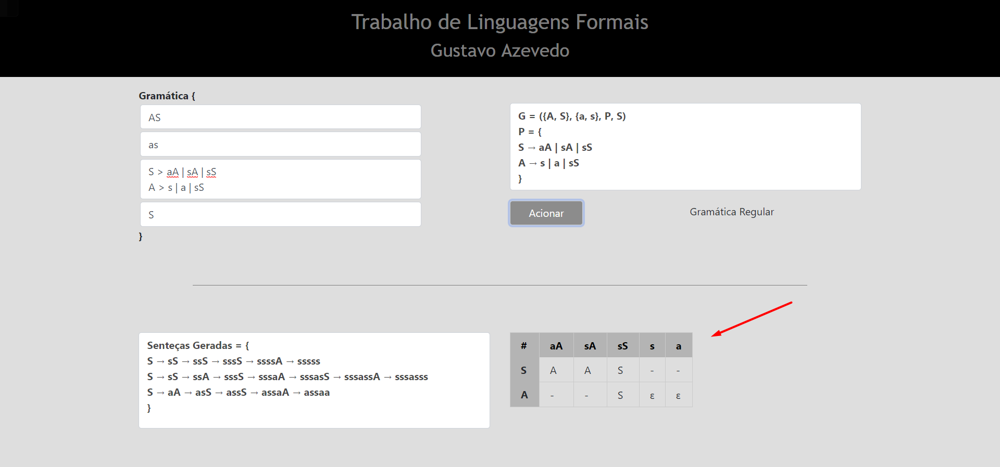 Trabalho de Linguagens Formais
Gustavo Azevedo
Gramática {
AS
as
S > aA | sA | sS
A > s | a | sS
S
}
G = ({A, S}, {a, s}, P, S)
P = {
S → aA | sA | sS
A → s | a | sS
}
Acionar
Gramática Regular
Senteças Geradas = {
S → sS → ssS → sssS → ssssA → sssss
S → sS → ssA → sssS → sssaA → sssasS → sssassA → sssasss
S → aA → asS → assS → assaA → assaa
}
# aA sA sS s a
S A A S - -
A - - S ε ε